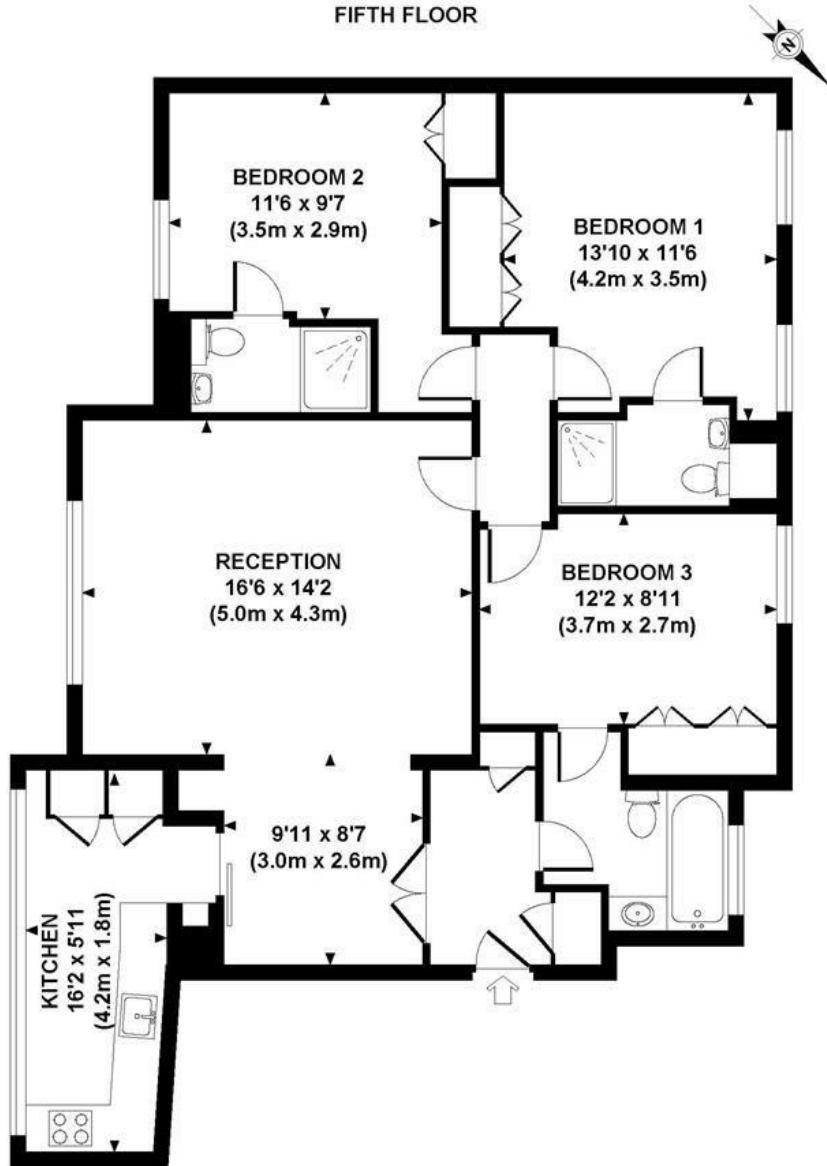 FIFTH FLOOR
N
BEDROOM 2
11'6 x 9'7
(3.5m x 2.9m)
BEDROOM 1
13'10 x 11'6
(4.2m x 3.5m)
RECEPTION
16'6 x 14'2
(5.0m x 4.3m)
BEDROOM 3
12'2 x 8'11
(3.7m x 2.7m)
9'11 x 8'7
(3.0m x 2.6m)
KITCHEN
16'2 x 5'11
(4.2m x 1.8m)